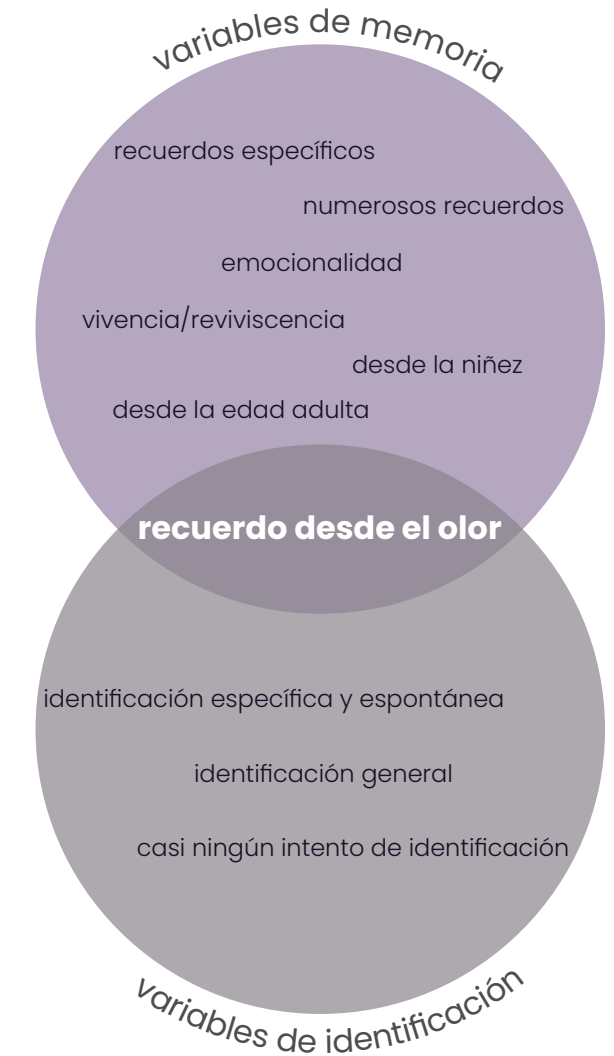 variables de memoria
recuerdos específicos
numerosos recuerdos
emocionalidad
vivencia/reviviscencia
desde la niñez
desde la edad adulta
recuerdo desde el olor
identificación específica y espontánea
identificación general
casi ningún intento de identificación
variables de identificación